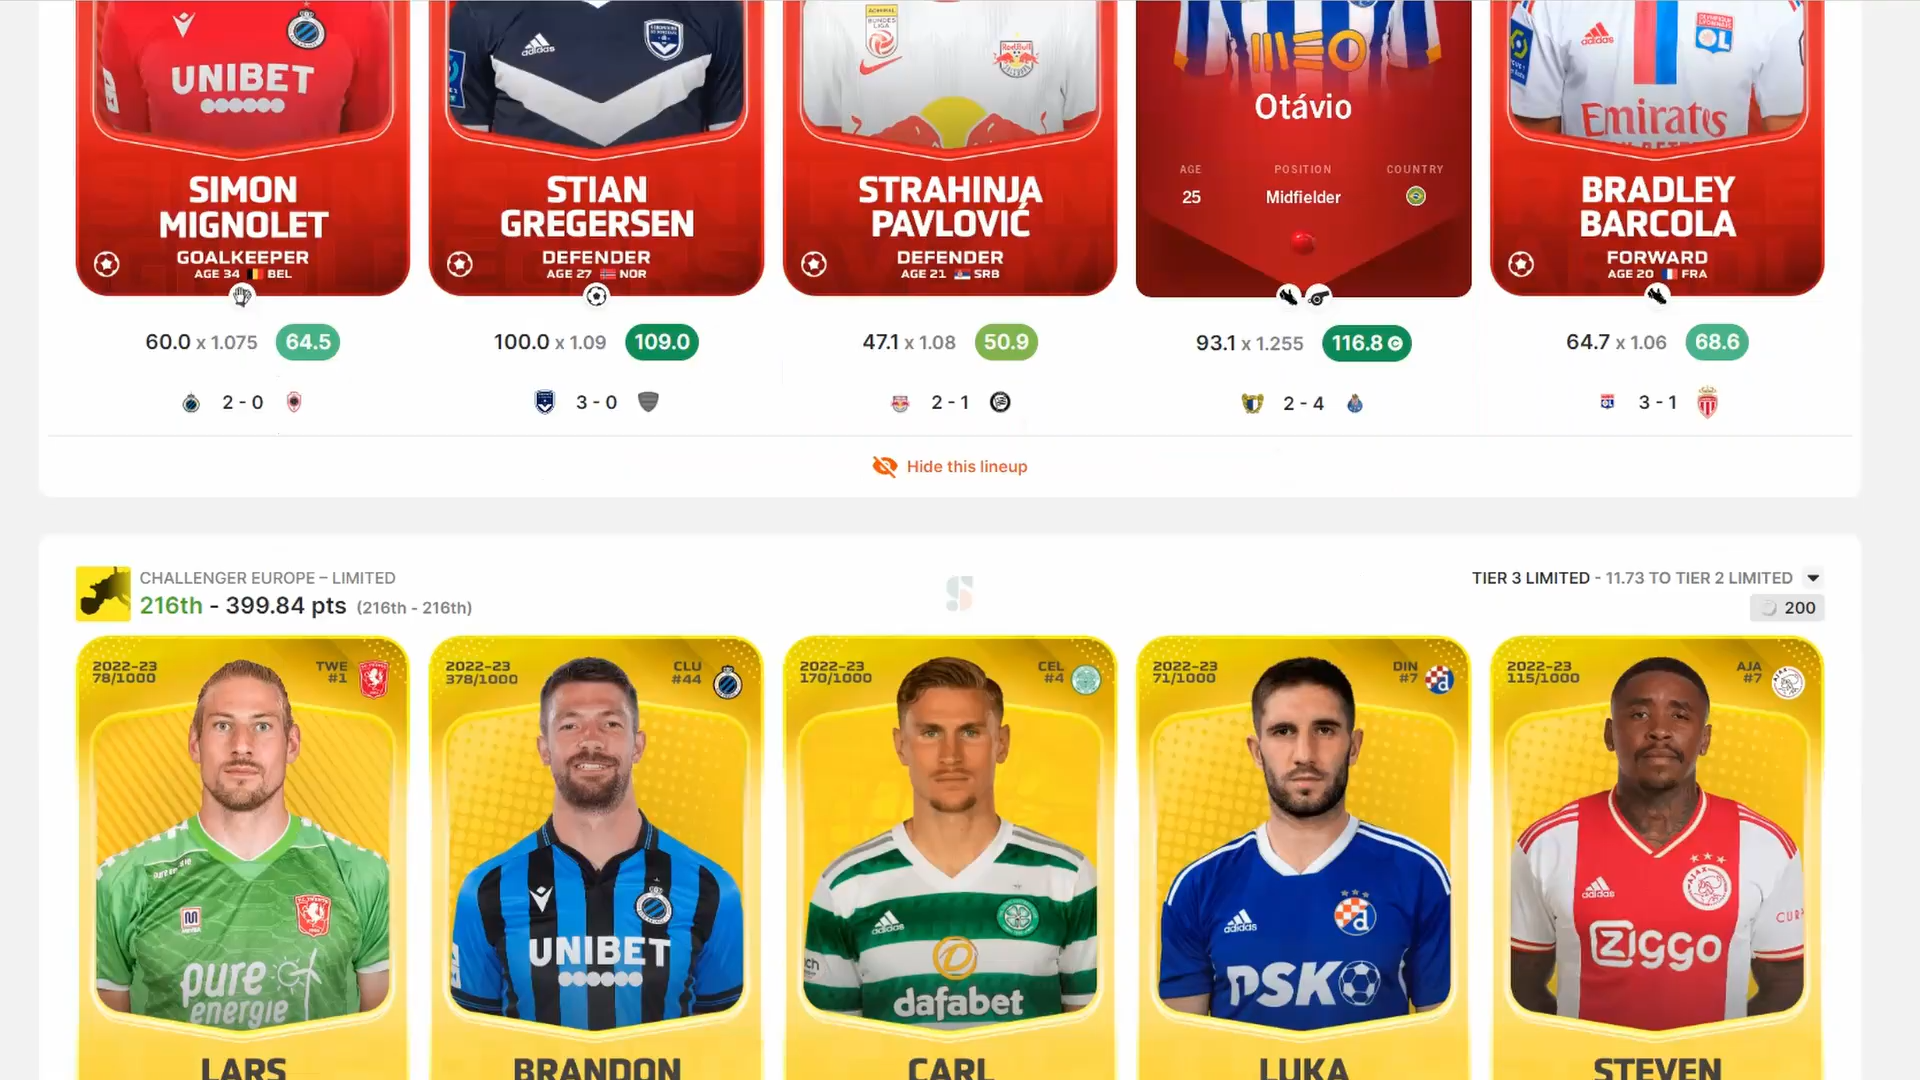 UNIBET
adidas
MEO
Otávio
AGE
POSITION
COUNTRY
25
Midfielder
Emirates
SIMON
MIGNOLET
GOALKEEPER
AGE 34 BEL
STIAN
GREGERSEN
DEFENDER
AGE 27 NOR
STRAHINJA
PAVLOVIĆ
DEFENDER
AGE 21 SRB
BRADLEY
BARCOLA
FORWARD
AGE 20 FRA
60.0 x 1.075 64.5
100.0 x 1.09 109.0
47.1 x 1.08 50.9
93.1 x 1.255 116.8 C
64.7 x 1.06 68.6
2 - 0
3 - 0
2 - 1
2 - 4
3 - 1
Hide this lineup
CHALLENGER EUROPE – LIMITED
216th - 399.84 pts (216th - 216th)
TIER 3 LIMITED - 11.73 TO TIER 2 LIMITED
200
2022-23
78/1000
TWE
#1
2022-23
378/1000
CLU
#44
2022-23
170/1000
CEL
#4
2022-23
71/1000
DIN
#7
2022-23
115/1000
AJA
#7
pure
energie
UNIBET
adidas
dafabet
adidas
PSK
adidas
Ziggo
LARS
BRANDON
CARL
LUKA
STEVEN